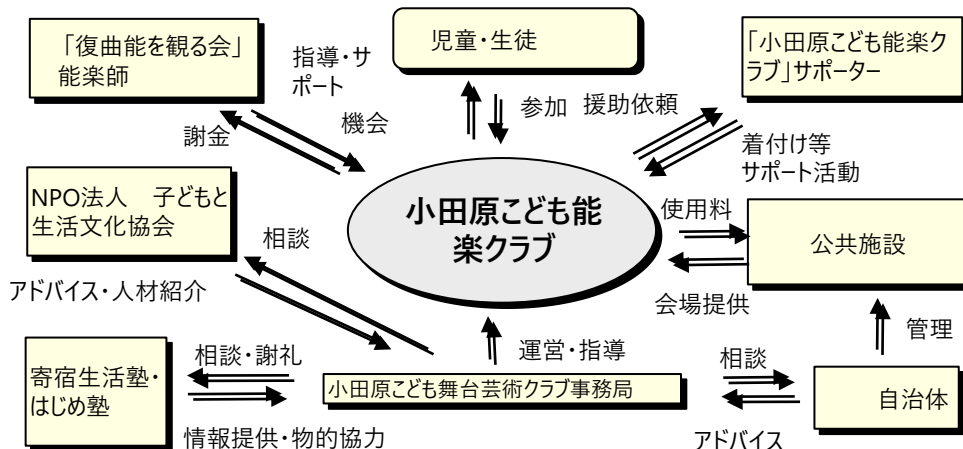 「復曲能を観る会」
能楽師
指導・サ
ポート
児童・生徒
「小田原こども能楽ク
ラブ」サポーター
機会
謝金
参加
援助依頼
着付け等
サポート活動
NPO法人　子どもと
生活文化協会
相談
小田原こども能
楽クラブ
使用料
公共施設
アドバイス・人材紹介
会場提供
管理
寄宿生活塾・
はじめ塾
相談・謝礼
運営・指導
小田原こども舞台芸術クラブ事務局
相談
自治体
情報提供・物的協力
アドバイス